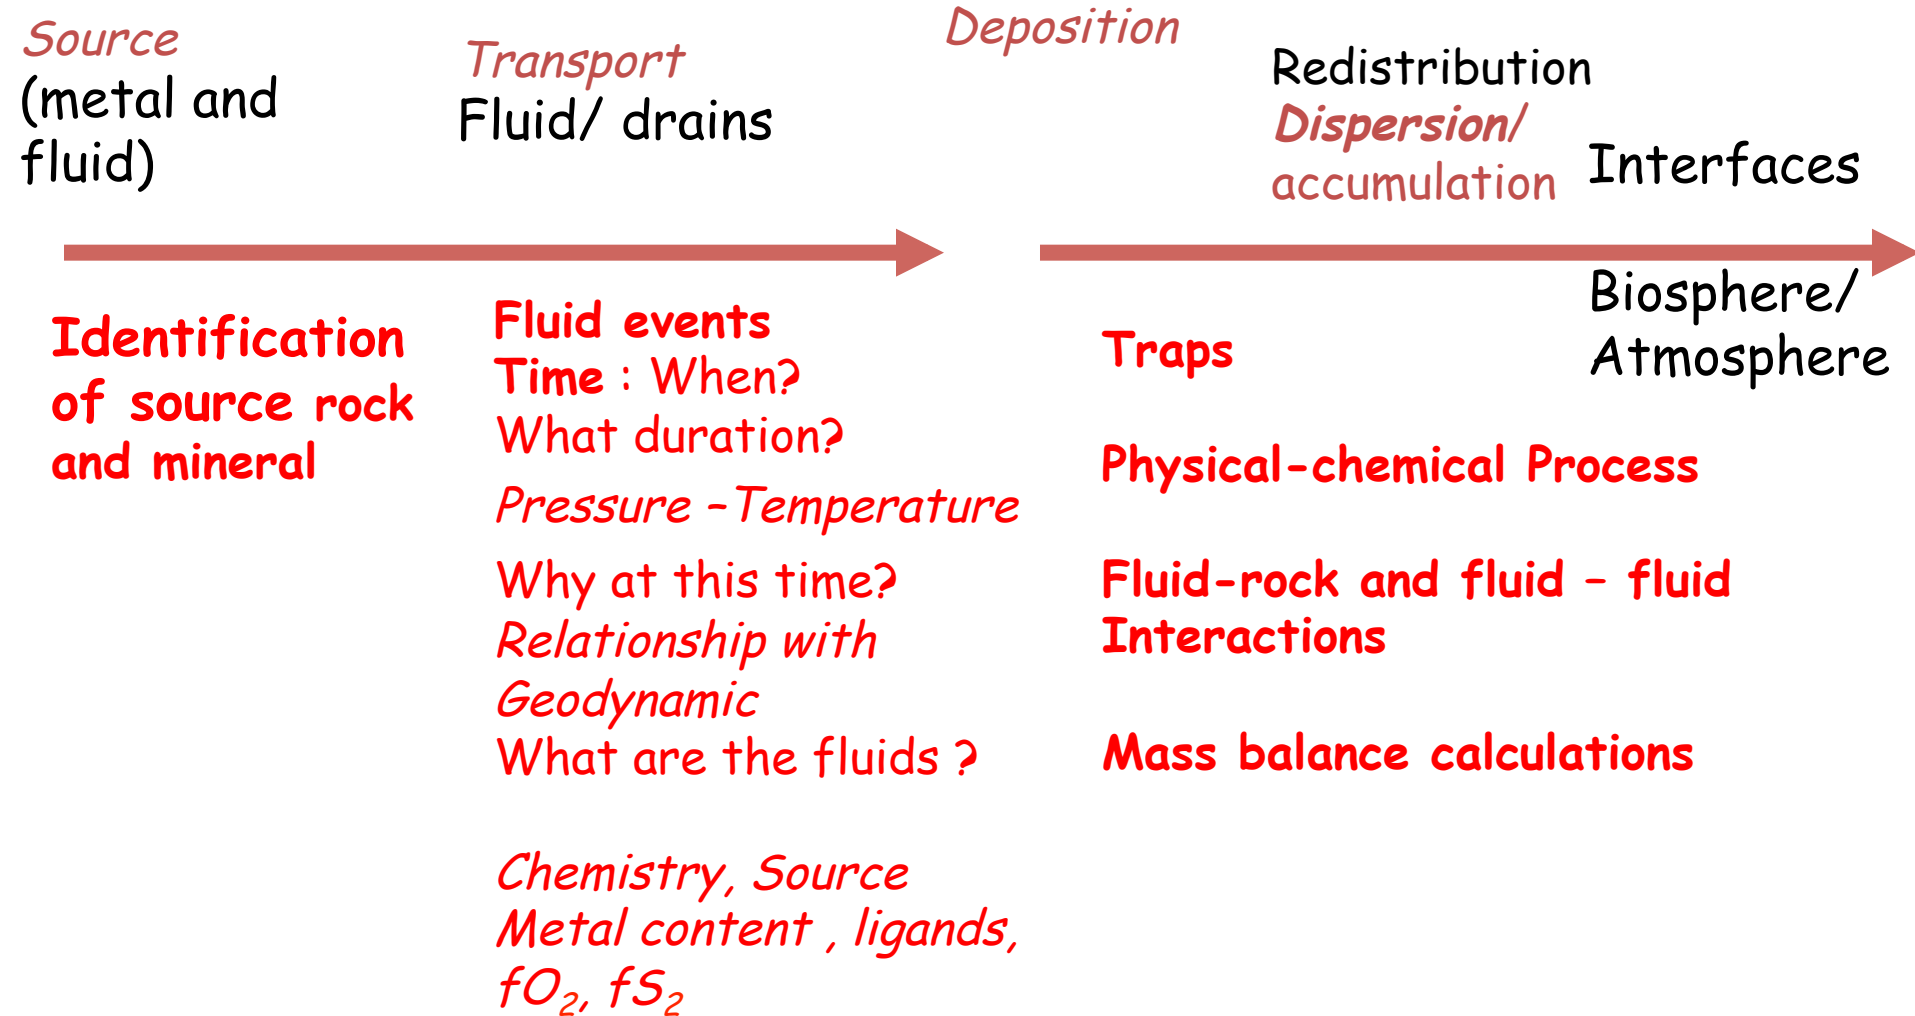 Source
(metal and
fluid)
Transport
Fluid/ drains
Deposition
Redistribution
Dispersion/
accumulation
Interfaces
Biosphere/
Atmosphere
Identification
of source rock
and mineral
Fluid events
Time : When?
What duration?
Pressure –Temperature
Why at this time?
Relationship with
Geodynamic
What are the fluids ?
Chemistry, Source
Metal content , ligands,
fO₂, fS₂
Traps
Physical-chemical Process
Fluid-rock and fluid – fluid
Interactions
Mass balance calculations